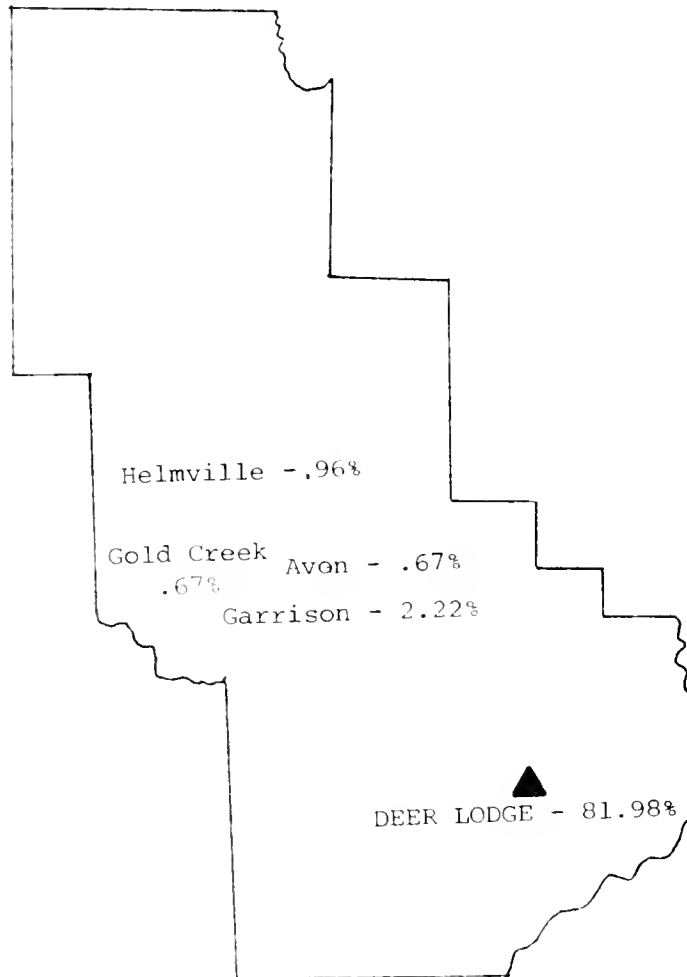 Helmville -.96%
Gold Creek
.67%
Avon - .67%
Garrison - 2.22%
DEER LODGE - 81.98%